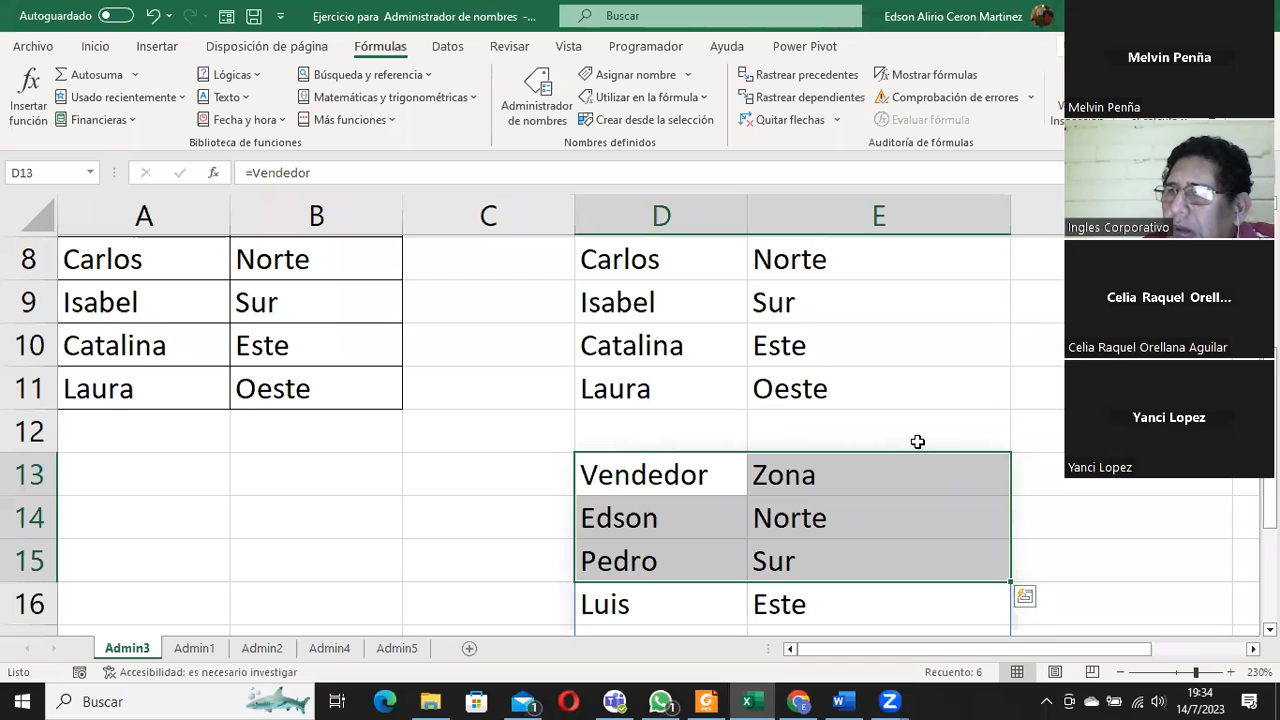 Autoguardado
Ejercicio para Administrador de nombres -...
Buscar
Edson Alirio Ceron Martinez
Archivo Inicio Insertar Disposición de página Fórmulas Datos Revisar Vista Programador Ayuda Power Pivot
Insertar función
Autosuma
Usado recientemente
Financieras
Lógicas
Texto
Fecha y hora
Búsqueda y referencia
Matemáticas y trigonométricas
Más funciones
Biblioteca de funciones
Administrador de nombres
Asignar nombre
Utilizar en la fórmula
Crear desde la selección
Nombres definidos
Rastrear precedentes
Rastrear dependientes
Quitar flechas
Mostrar fórmulas
Comprobación de errores
Evaluar fórmula
Auditoría de fórmulas
D13 fx =Vendedor
A B C D E
8 Carlos Norte Carlos Norte
9 Isabel Sur Isabel Sur
10 Catalina Este Catalina Este
11 Laura Oeste Laura Oeste
12
13 Vendedor Zona
14 Edson Norte
15 Pedro Sur
16 Luis Este
Melvin Penña
Melvin Penña
Ingles Corporativo
Celia Raquel Orell...
Celia Raquel Orellana Aguilar
Yanci Lopez
Yanci Lopez
Admin3 Admin1 Admin2 Admin4 Admin5
Listo
Accesibilidad: es necesario investigar
Recuento: 6
230%
Buscar
19:34
14/7/2023